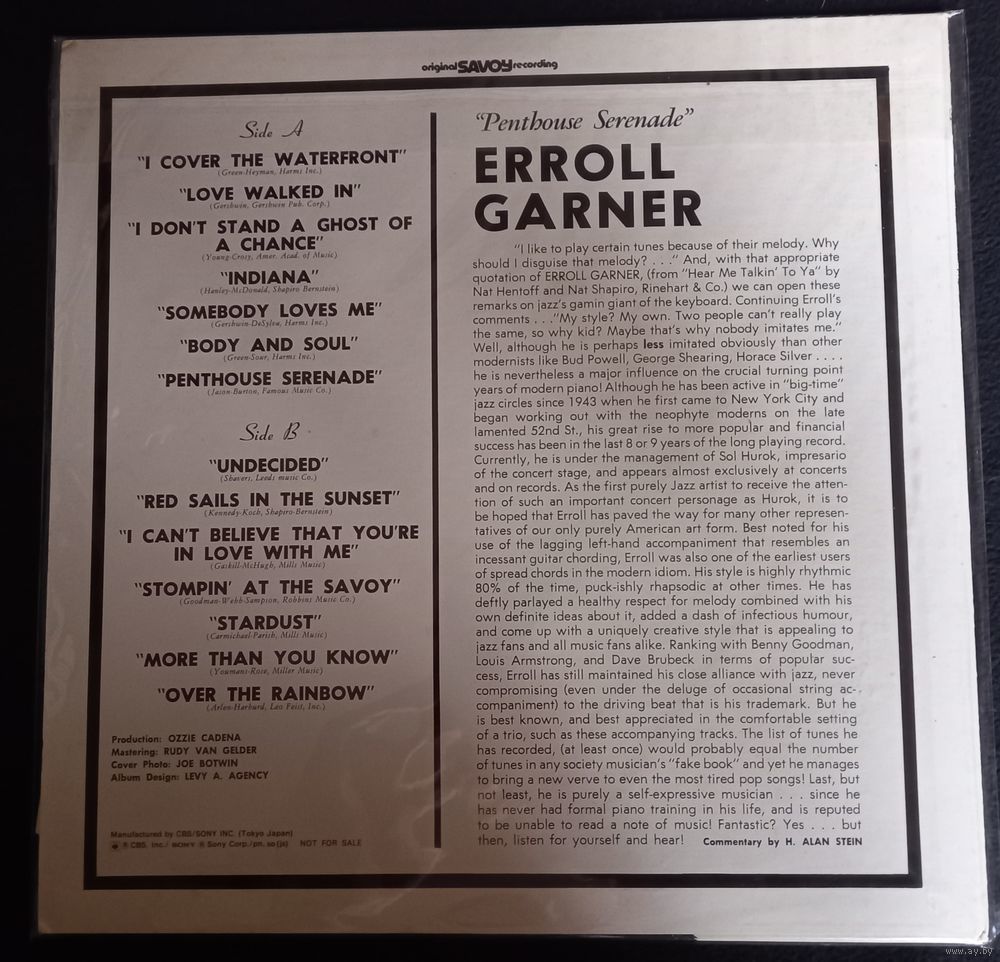 original SAVOY recording
Side A
"I COVER THE WATERFRONT"
(Green-Heyman, Harms Inc.)
"LOVE WALKED IN"
(Gershwin, Gershwin Pub. Corp.)
"I DON'T STAND A GHOST OF
A CHANCE"
(Young-Crosy, Amer. Acad. of Music)
"INDIANA"
(Hanley-McDonald, Shapiro Bernstein)
"SOMEBODY LOVES ME"
(Gershwin-DeSylva, Harms Inc.)
"BODY AND SOUL"
(Green-Sour, Harms Inc.)
"PENTHOUSE SERENADE"
(Jason-Burton, Famous Music Co.)
Side B
"UNDECIDED"
(Shavers, Leeds music Co.)
"RED SAILS IN THE SUNSET"
(Kennedy-Koch, Shapiro-Bernstein)
"I CAN'T BELIEVE THAT YOU'RE
IN LOVE WITH ME"
(Gaskill-McHugh, Mills Music)
"STOMPIN' AT THE SAVOY"
(Goodman-Webb-Sampson, Robbins Music Co.)
"STARDUST"
(Carmichael-Parish, Mills Music)
"MORE THAN YOU KNOW"
(Youmans-Rose, Miller Music)
"OVER THE RAINBOW"
(Arlen-Harburd, Leo Feist, Inc.)
Production: OZZIE CADENA
Mastering: RUDY VAN GELDER
Cover Photo: JOE BOTWIN
Album Design: LEVY A. AGENCY
Manufactured by CBS/SONY INC. (Tokyo Japan)
® CBS. Inc./ SONY ® Sony Corp./pn. so(js) NOT FOR SALE
"Penthouse Serenade"
ERROLL
GARNER
"I like to play certain tunes because of their melody. Why
should I disguise that melody? . . ." And, with that appropriate
quotation of ERROLL GARNER, (from "Hear Me Talkin' To Ya" by
Nat Hentoff and Nat Shapiro, Rinehart & Co.) we can open these
remarks on jazz's gamin giant of the keyboard. Continuing Erroll's
comments . . ."My style? My own. Two people can't really play
the same, so why kid? Maybe that's why nobody imitates me."
Well, although he is perhaps less imitated obviously than other
modernists like Bud Powell, George Shearing, Horace Silver . . . .
he is nevertheless a major influence on the crucial turning point
years of modern piano! Although he has been active in "big-time"
jazz circles since 1943 when he first came to New York City and
began working out with the neophyte moderns on the late
lamented 52nd St., his great rise to more popular and financial
success has been in the last 8 or 9 years of the long playing record.
Currently, he is under the management of Sol Hurok, impresario
of the concert stage, and appears almost exclusively at concerts
and on records. As the first purely Jazz artist to receive the atten-
tion of such an important concert personage as Hurok, it is to
be hoped that Erroll has paved the way for many other represen-
tatives of our only purely American art form. Best noted for his
use of the lagging left-hand accompaniment that resembles an
incessant guitar chording, Erroll was also one of the earliest users
of spread chords in the modern idiom. His style is highly rhythmic
80% of the time, puck-ishly rhapsodic at other times. He has
deftly parlayed a healthy respect for melody combined with his
own definite ideas about it, added a dash of infectious humour,
and come up with a uniquely creative style that is appealing to
jazz fans and all music fans alike. Ranking with Benny Goodman,
Louis Armstrong, and Dave Brubeck in terms of popular suc-
cess, Erroll has still maintained his close alliance with jazz, never
compromising (even under the deluge of occasional string ac-
companiment) to the driving beat that is his trademark. But he
is best known, and best appreciated in the comfortable setting
of a trio, such as these accompanying tracks. The list of tunes he
has recorded, (at least once) would probably equal the number
of tunes in any society musician's "fake book" and yet he manages
to bring a new verve to even the most tired pop songs! Last, but
not least, he is purely a self-expressive musician . . . since he
has never had formal piano training in his life, and is reputed
to be unable to read a note of music! Fantastic? Yes . . . but
then, listen for yourself and hear! Commentary by H. ALAN STEIN
www.ay.by